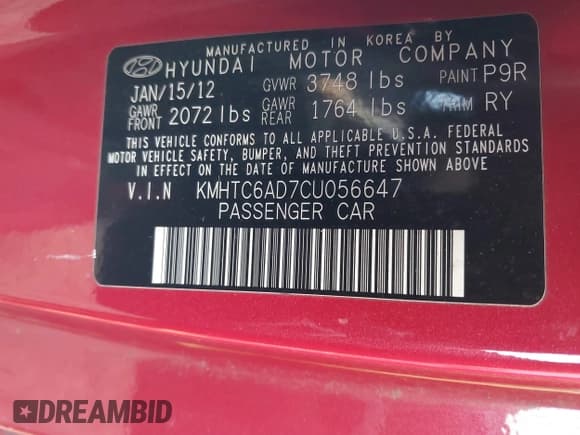 MANUFACTURED IN KOREA BY
HYUNDAI MOTOR COMPANY
JAN/15/12 GVWR 3748 lbs PAINT P9R
GAWR FRONT 2072 lbs GAWR REAR 1764 lbs TRIM RY
THIS VEHICLE CONFORMS TO ALL APPLICABLE U.S.A. FEDERAL
MOTOR VEHICLE SAFETY, BUMPER, AND THEFT PREVENTION STANDARDS
IN EFFECT ON THE DATE OF MANUFACTURE SHOWN ABOVE.
V.I.N KMHTC6AD7CU056647
PASSENGER CAR
DREAMBID